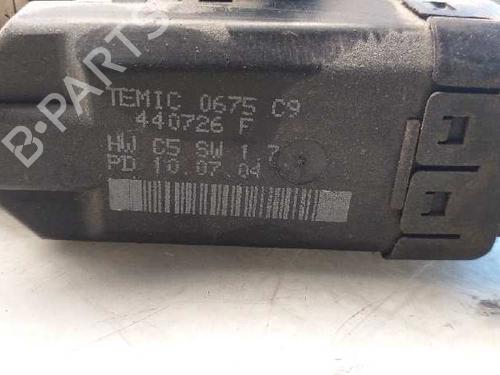 B-PARTS
TEMIC 0675 C9
440726 F
HW C5 SW 1.7
PD 10.07.04